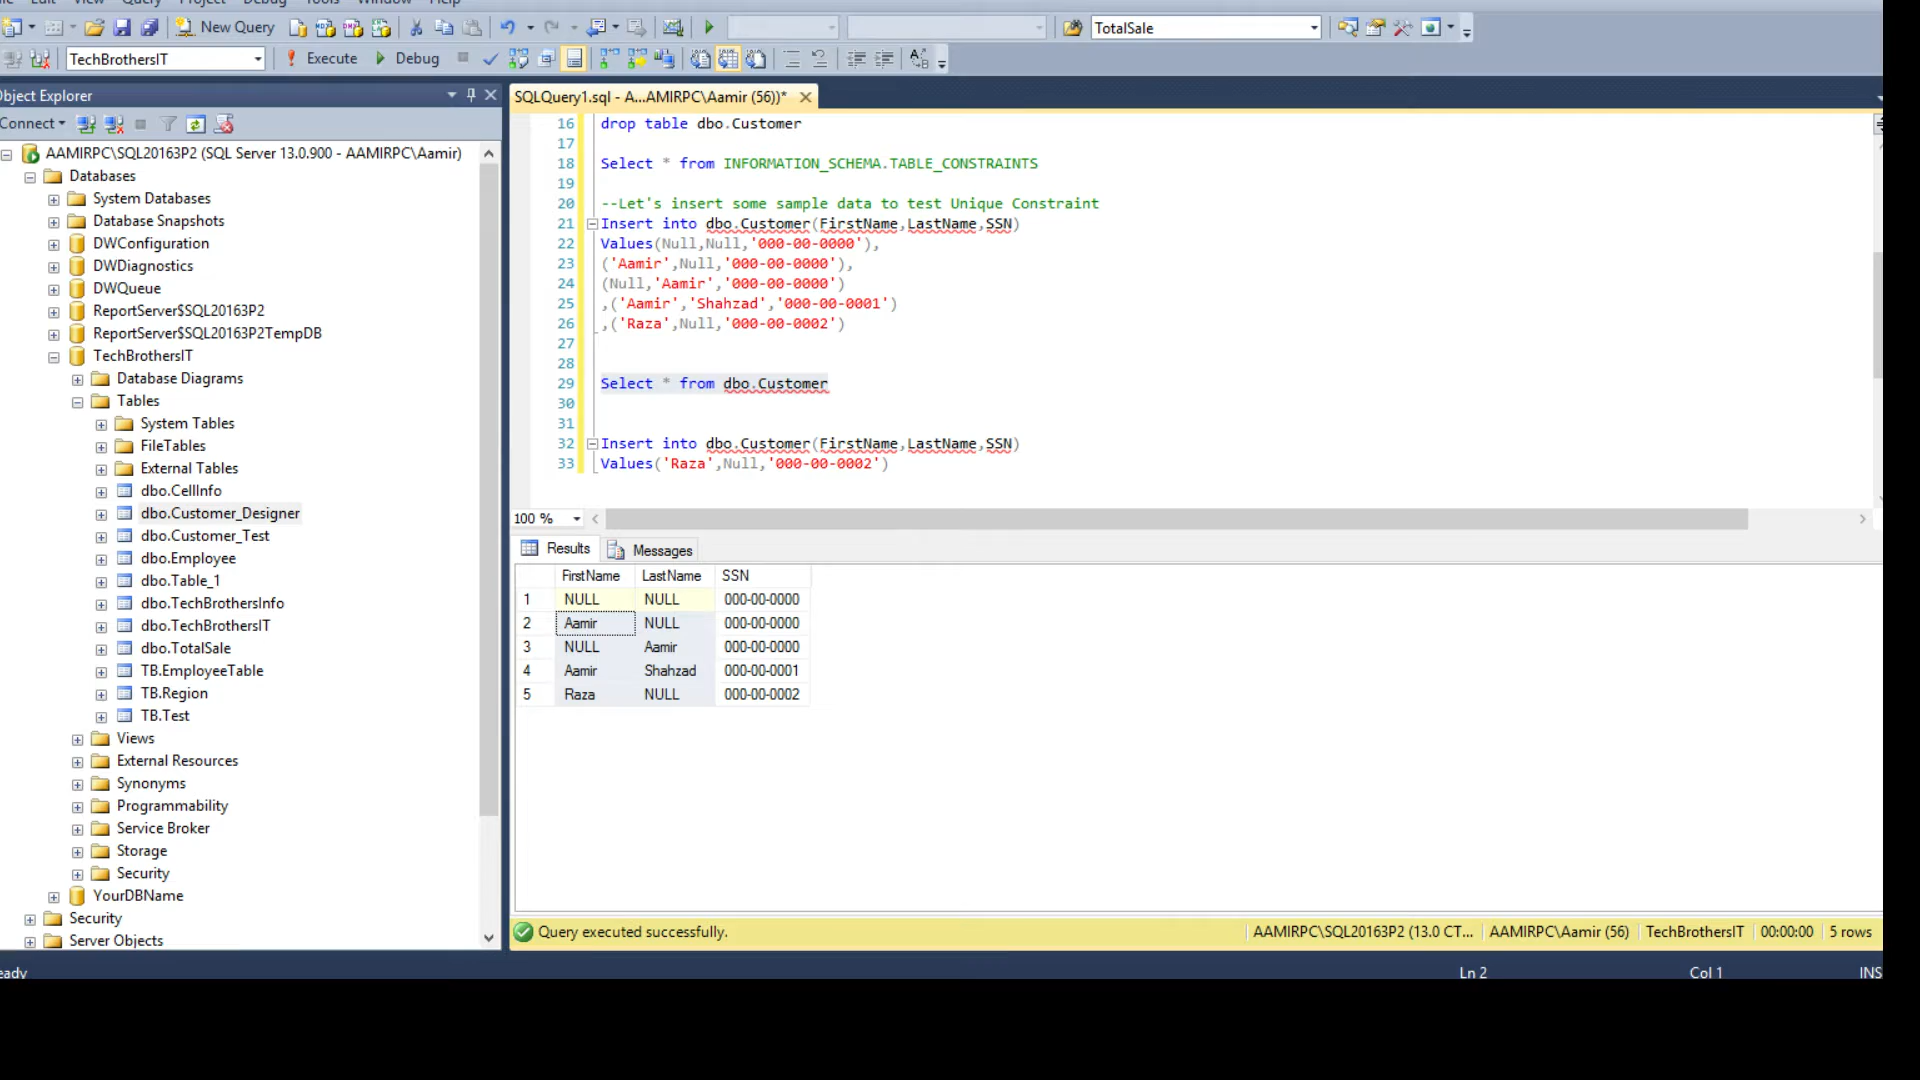 Edit View Query Project Debug Tools Window Help
New Query
TotalSale
TechBrothersIT
Execute
Debug
Object Explorer
Connect
AAMIRPC\SQL20163P2 (SQL Server 13.0.900 - AAMIRPC\Aamir)
Databases
System Databases
Database Snapshots
DWConfiguration
DWDiagnostics
DWQueue
ReportServer$SQL20163P2
ReportServer$SQL20163P2TempDB
TechBrothersIT
Database Diagrams
Tables
System Tables
FileTables
External Tables
dbo.CellInfo
dbo.Customer_Designer
dbo.Customer_Test
dbo.Employee
dbo.Table_1
dbo.TechBrothersInfo
dbo.TechBrothersIT
dbo.TotalSale
TB.EmployeeTable
TB.Region
TB.Test
Views
External Resources
Synonyms
Programmability
Service Broker
Storage
Security
YourDBName
Security
Server Objects
SQLQuery1.sql - A...AMIRPC\Aamir (56))*
16 drop table dbo.Customer
17
18 Select * from INFORMATION_SCHEMA.TABLE_CONSTRAINTS
19
20 --Let's insert some sample data to test Unique Constraint
21 Insert into dbo.Customer(FirstName,LastName,SSN)
22 Values(Null,Null,'000-00-0000'),
23 ('Aamir',Null,'000-00-0000'),
24 (Null,'Aamir','000-00-0000')
25 ,('Aamir','Shahzad','000-00-0001')
26 ,('Raza',Null,'000-00-0002')
27
28
29 Select * from dbo.Customer
30
31
32 Insert into dbo.Customer(FirstName,LastName,SSN)
33 Values('Raza',Null,'000-00-0002')
100 %
Results Messages
FirstName LastName SSN
1 NULL NULL 000-00-0000
2 Aamir NULL 000-00-0000
3 NULL Aamir 000-00-0000
4 Aamir Shahzad 000-00-0001
5 Raza NULL 000-00-0002
Query executed successfully.
AAMIRPC\SQL20163P2 (13.0 CT... AAMIRPC\Aamir (56) TechBrothersIT 00:00:00 5 rows
eady Ln 2 Col 1 INS